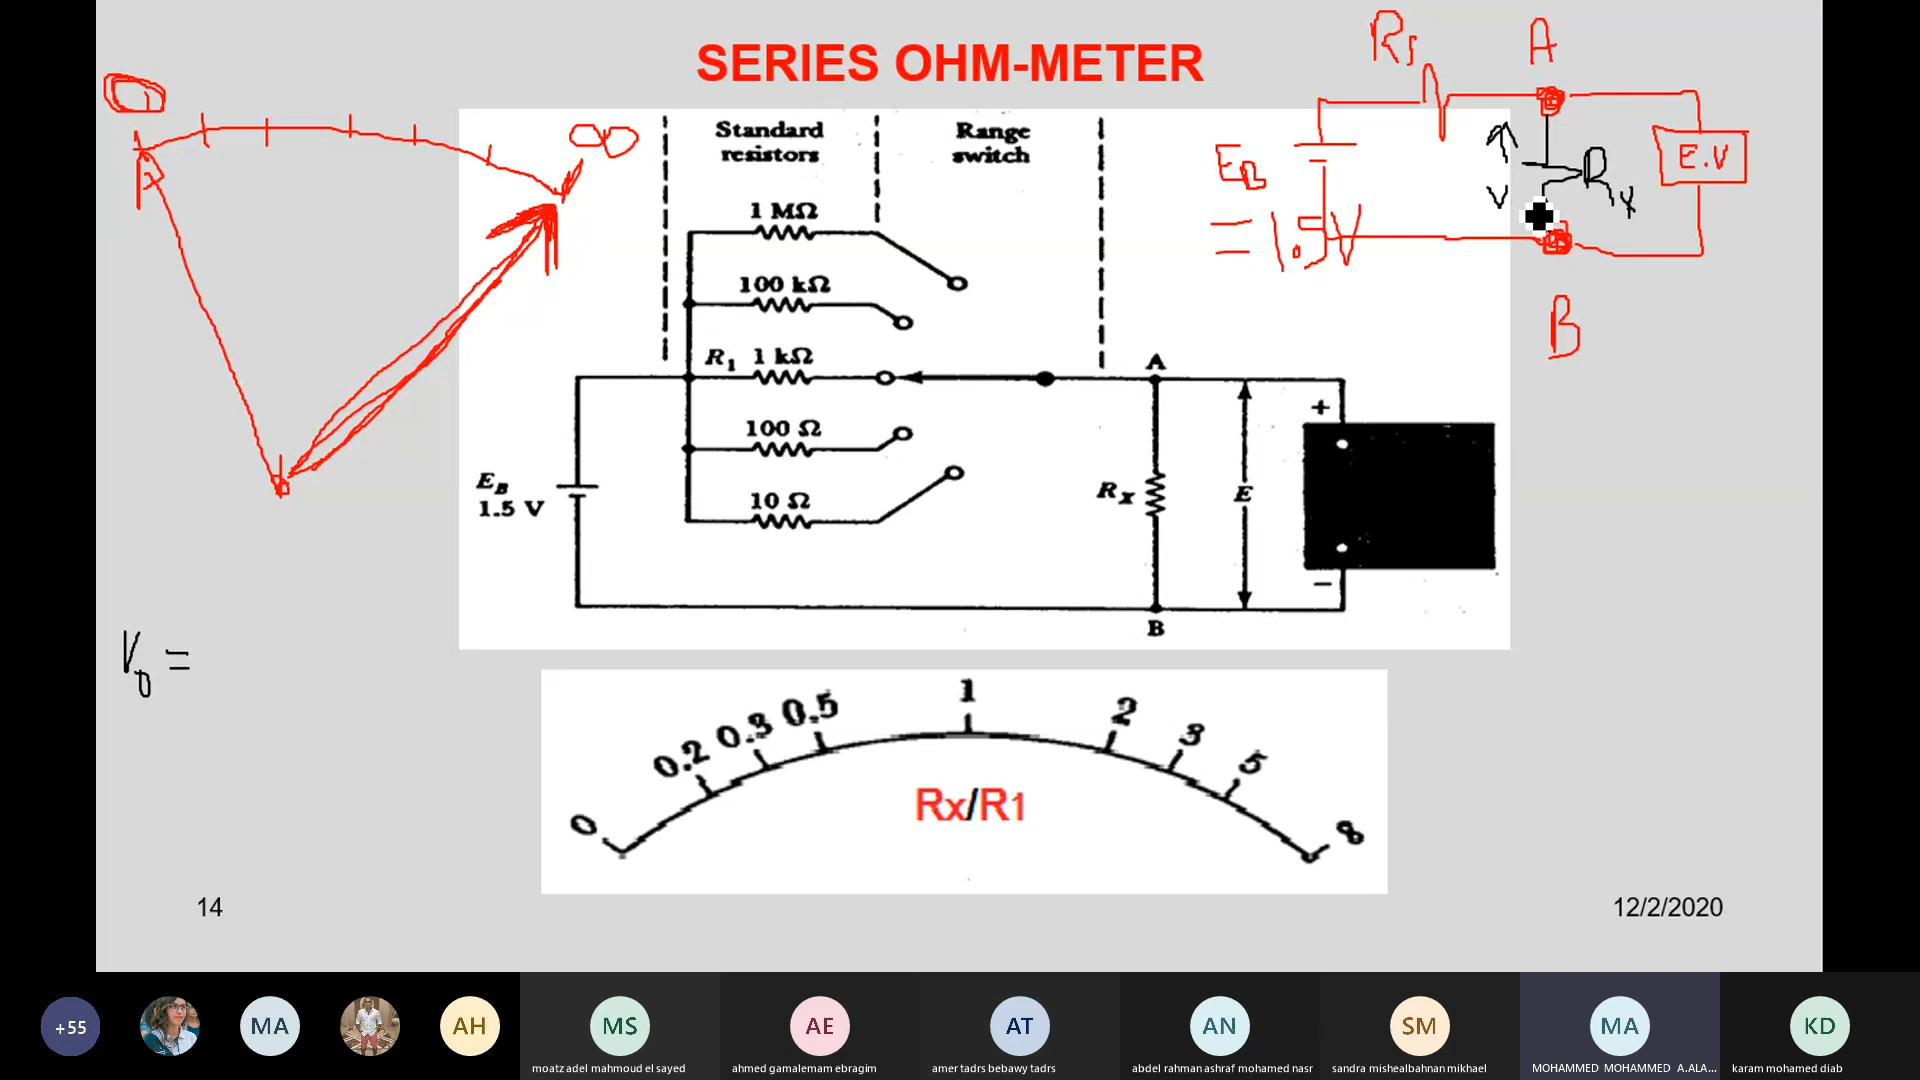 SERIES OHM-METER
0
∞
Standard
resistors
Range
switch
1 MΩ
100 kΩ
R1 1 kΩ
100 Ω
10 Ω
EB
1.5 V
A
RX
E
+
−
B
Rs
A
EB
= 1.5V
V
Rx
E.V
B
V0 =
0 0.2 0.3 0.5 1 2 3 5 ∞
Rx/R1
14
12/2/2020
+55
MA
AH
MS
AE
AT
AN
SM
MA
KD
moatz adel mahmoud el sayed
ahmed gamalemam ebragim
amer tadrs bebawy tadrs
abdel rahman ashraf mohamed nasr
sandra mishealbahnan mikhael
MOHAMMED MOHAMMED A.ALA...
karam mohamed diab